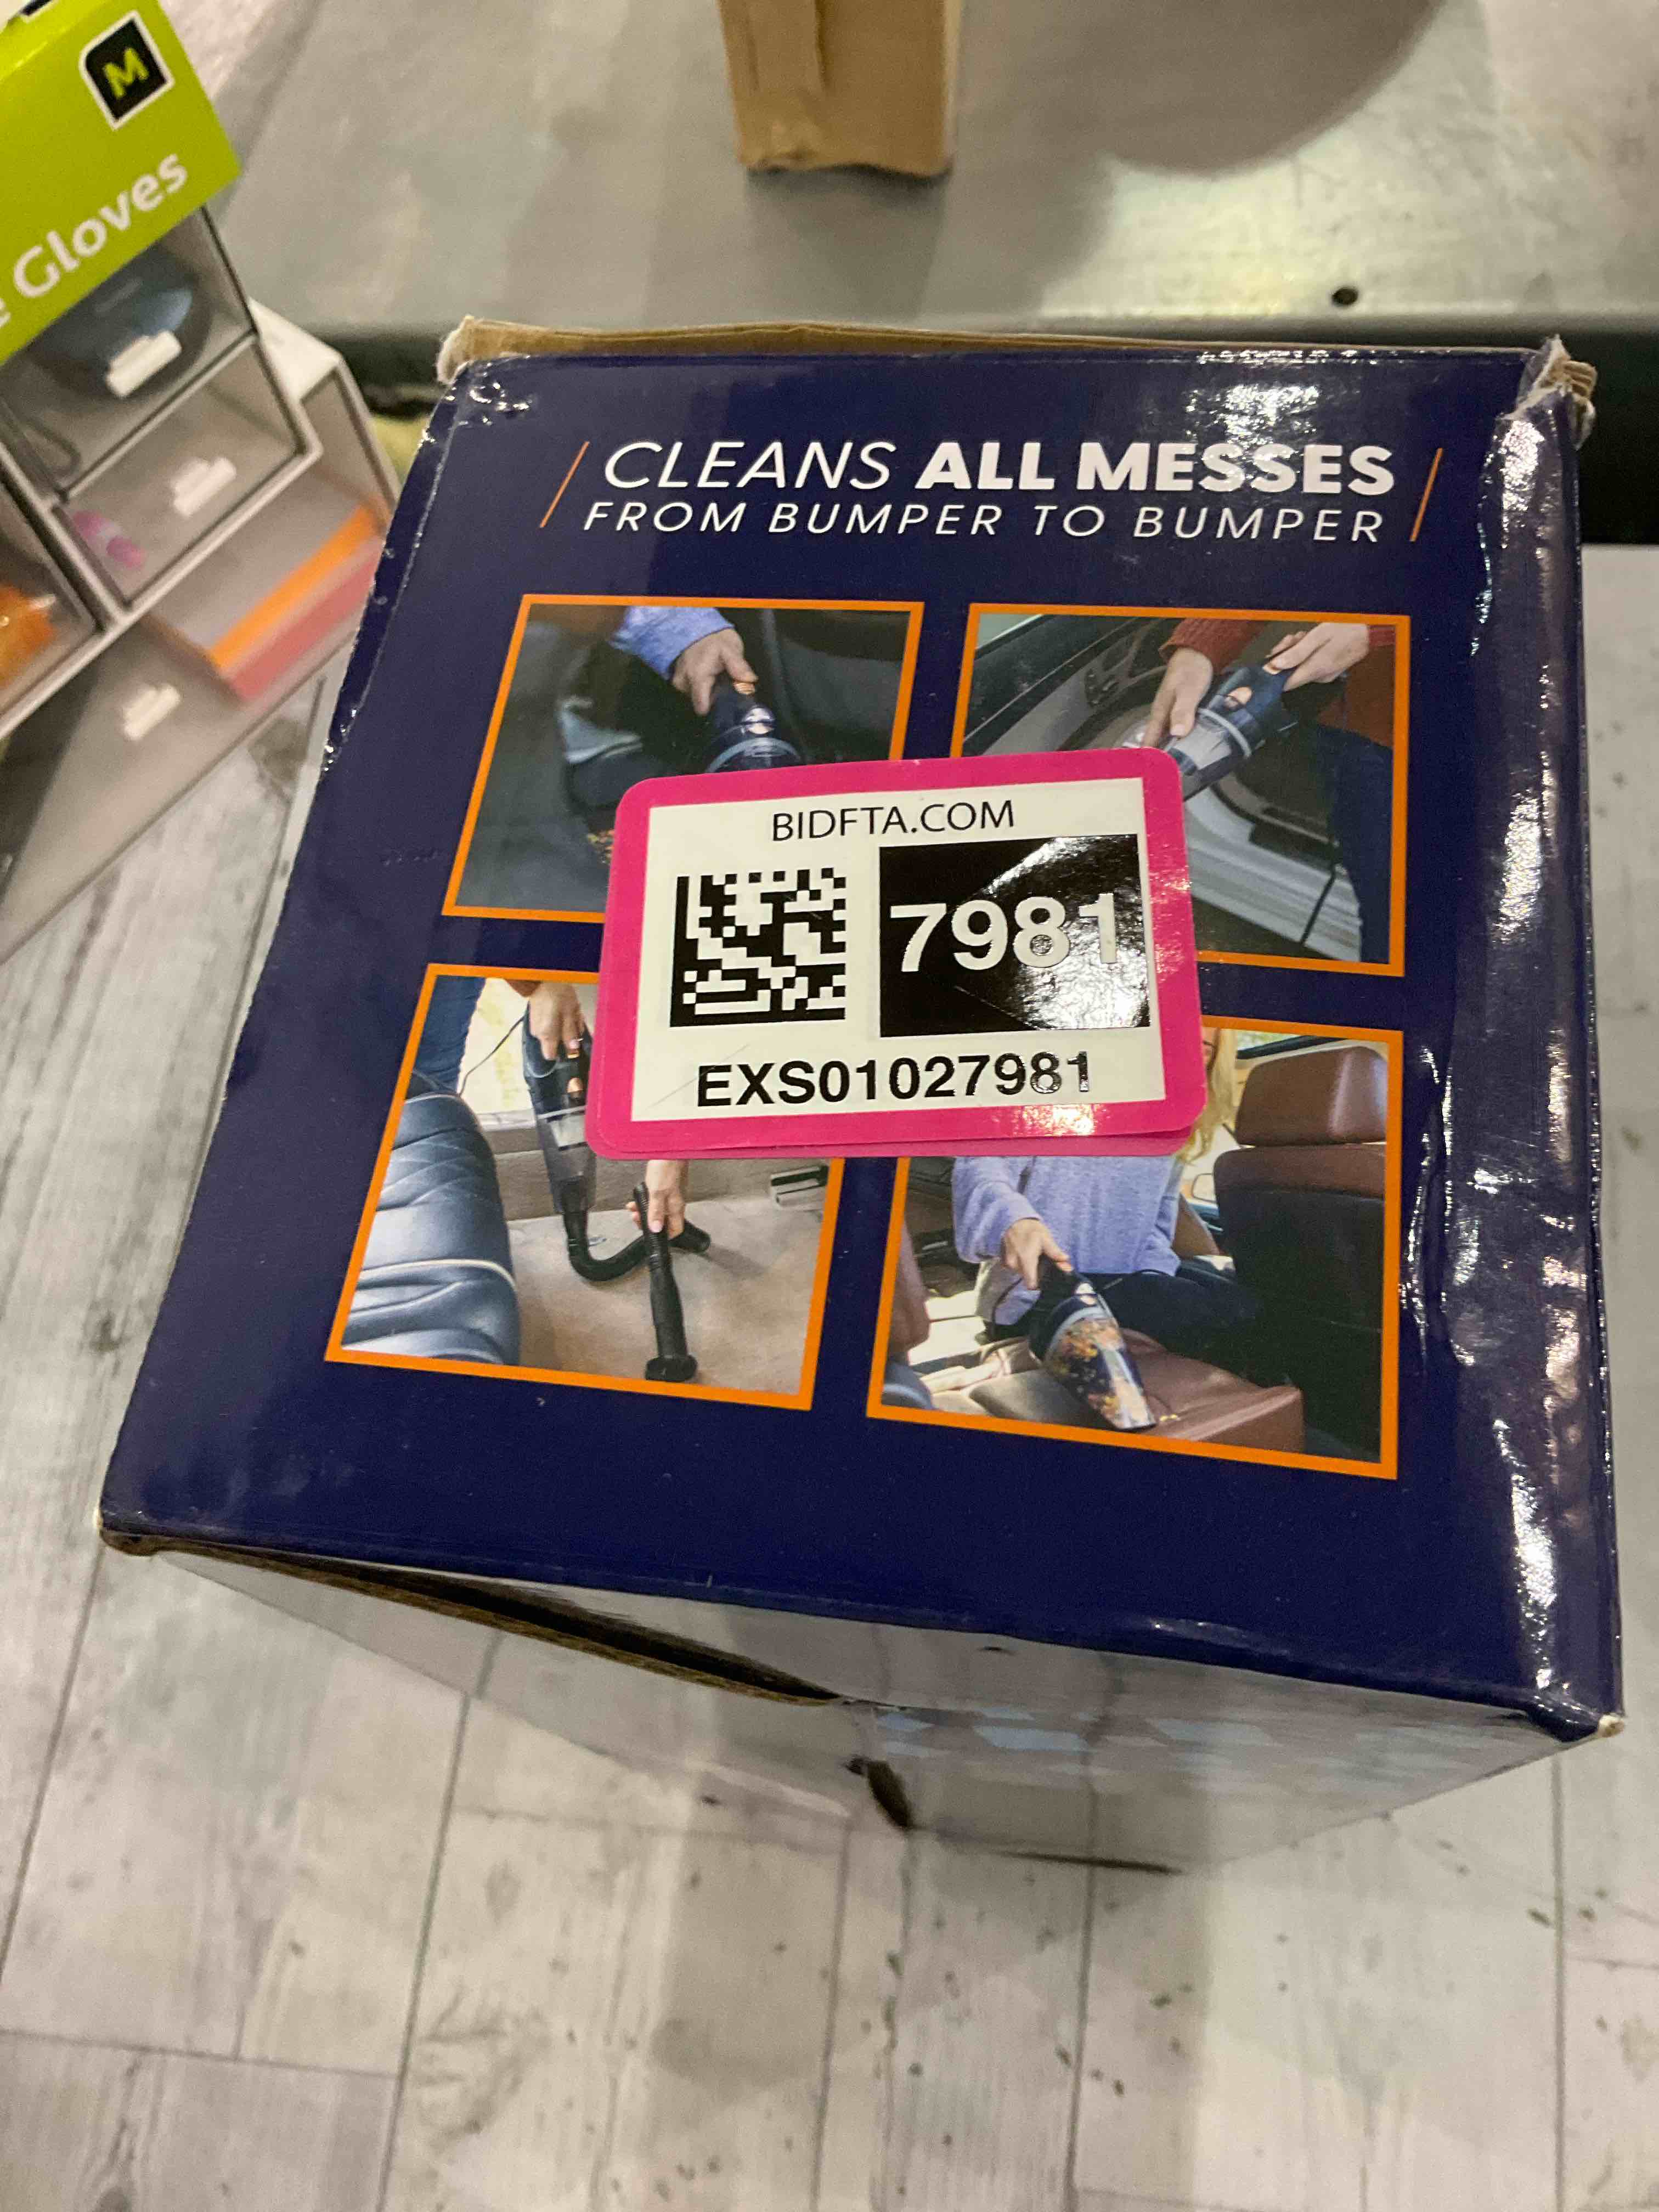 M
Gloves
CLEANS ALL MESSES
FROM BUMPER TO BUMPER
BIDFTA.COM
7981
EXS01027981